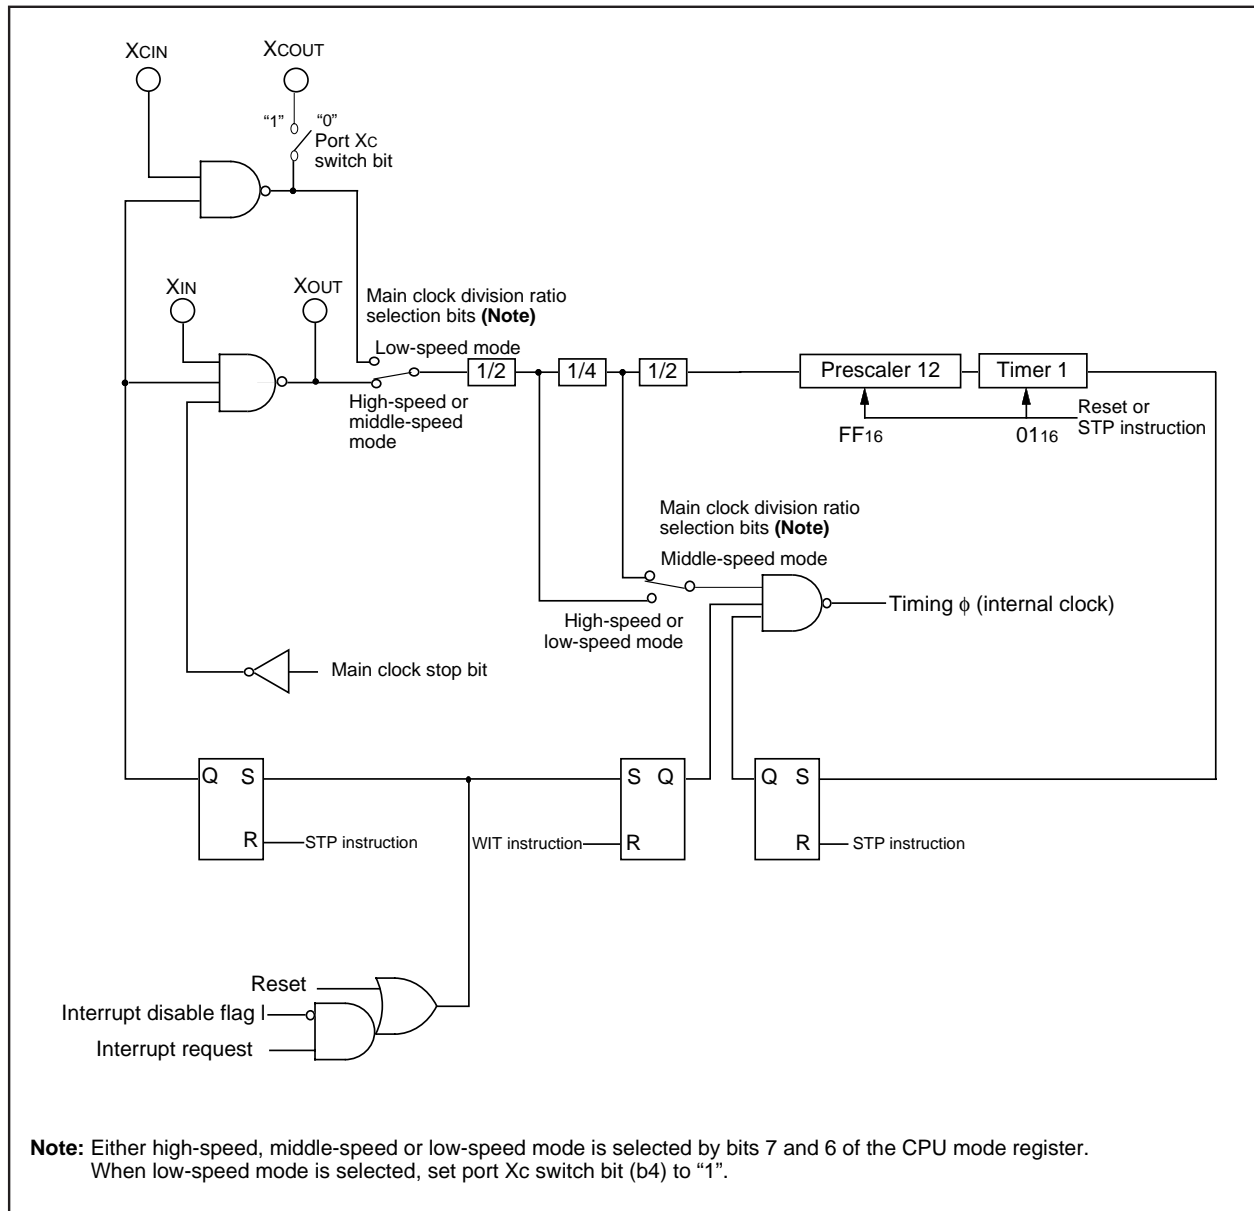 XCIN
XCOUT
“1”
“0”
Port XC
switch bit
XIN
XOUT
Main clock division ratio
selection bits (Note)
Low-speed mode
1/2
1/4
1/2
Prescaler 12
Timer 1
High-speed or
middle-speed
mode
FF16
0116
Reset or
STP instruction
Main clock division ratio
selection bits (Note)
Middle-speed mode
High-speed or
low-speed mode
Timing ϕ (internal clock)
Main clock stop bit
Q S
R
STP instruction
S Q
R
WIT instruction
Q S
R
STP instruction
Reset
Interrupt disable flag I
Interrupt request
Note: Either high-speed, middle-speed or low-speed mode is selected by bits 7 and 6 of the CPU mode register.
When low-speed mode is selected, set port Xc switch bit (b4) to “1”.